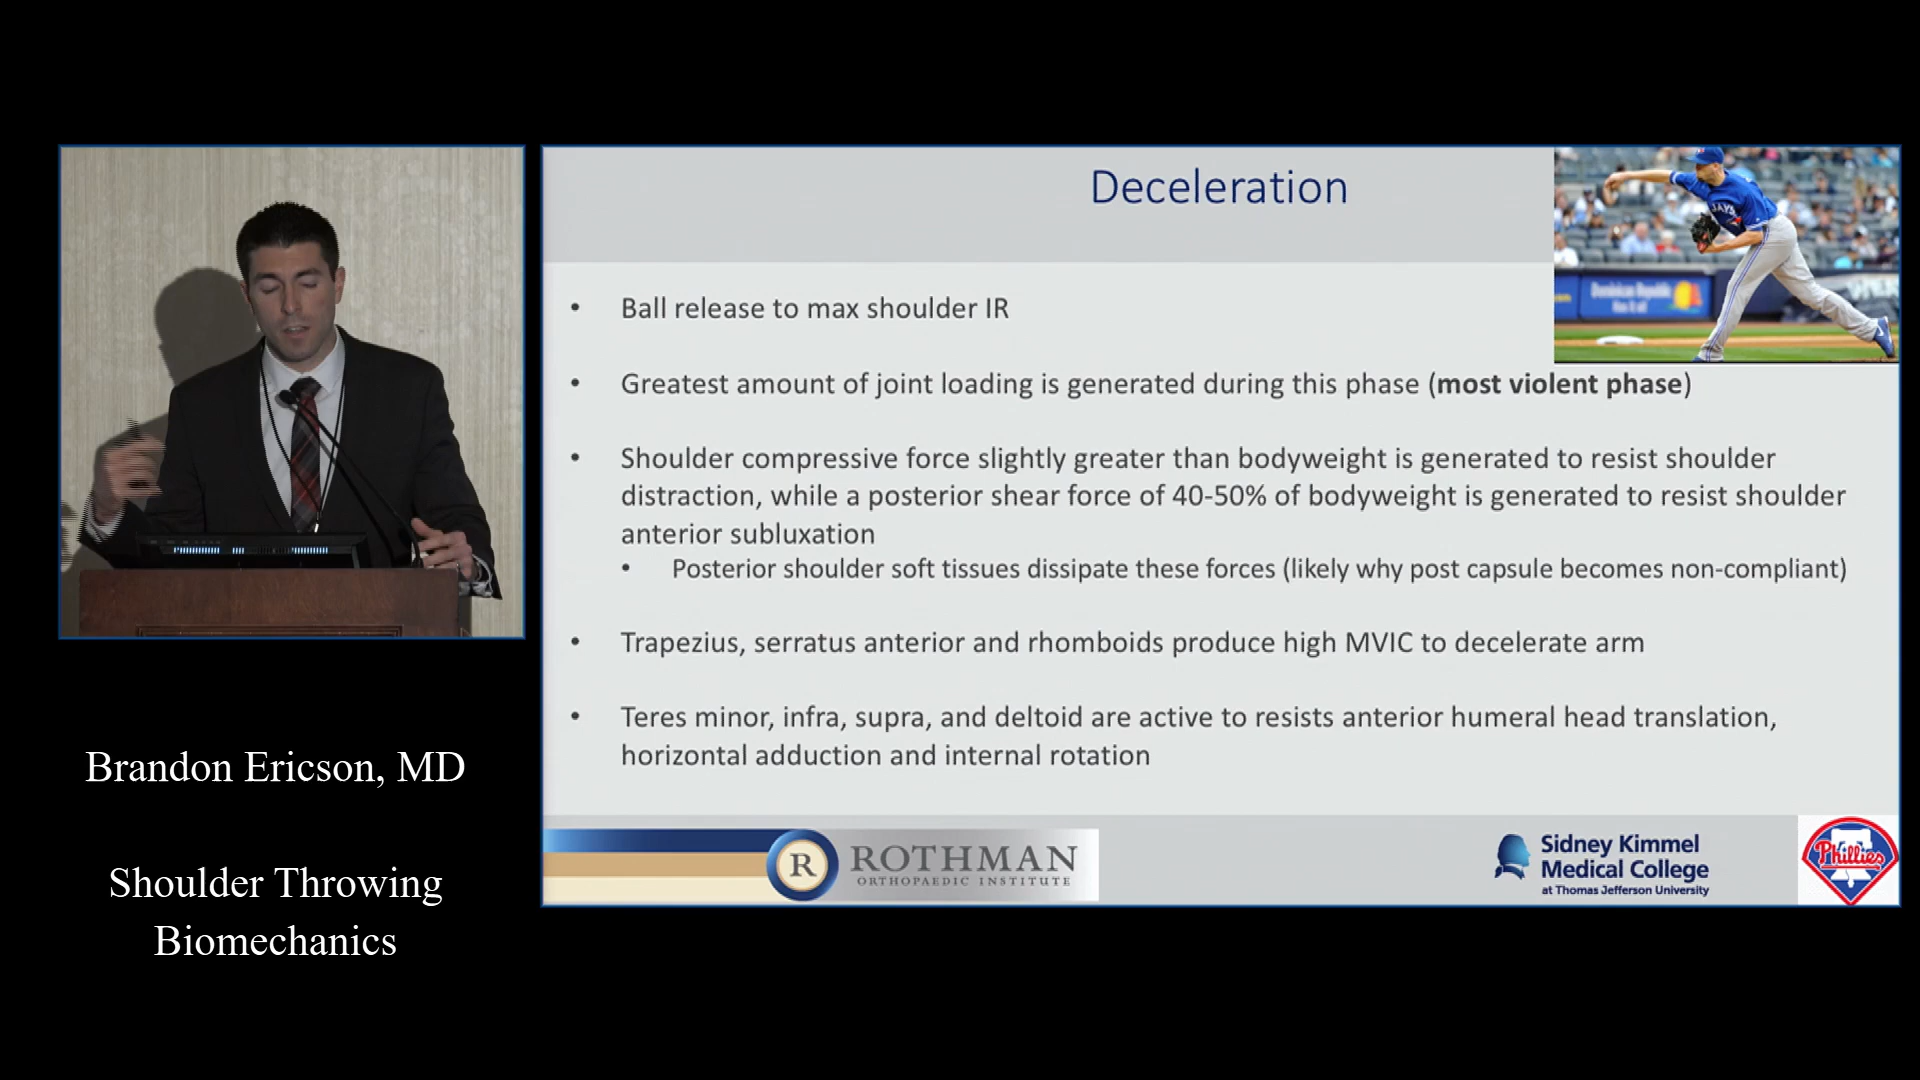 Deceleration
JAYS
• Ball release to max shoulder IR
• Greatest amount of joint loading is generated during this phase (most violent phase)
• Shoulder compressive force slightly greater than bodyweight is generated to resist shoulder
distraction, while a posterior shear force of 40-50% of bodyweight is generated to resist shoulder
anterior subluxation
• Posterior shoulder soft tissues dissipate these forces (likely why post capsule becomes non-compliant)
• Trapezius, serratus anterior and rhomboids produce high MVIC to decelerate arm
• Teres minor, infra, supra, and deltoid are active to resists anterior humeral head translation,
horizontal adduction and internal rotation
Brandon Ericson, MD
Shoulder Throwing
Biomechanics
R ROTHMAN
ORTHOPAEDIC INSTITUTE
Sidney Kimmel
Medical College
at Thomas Jefferson University
Phillies